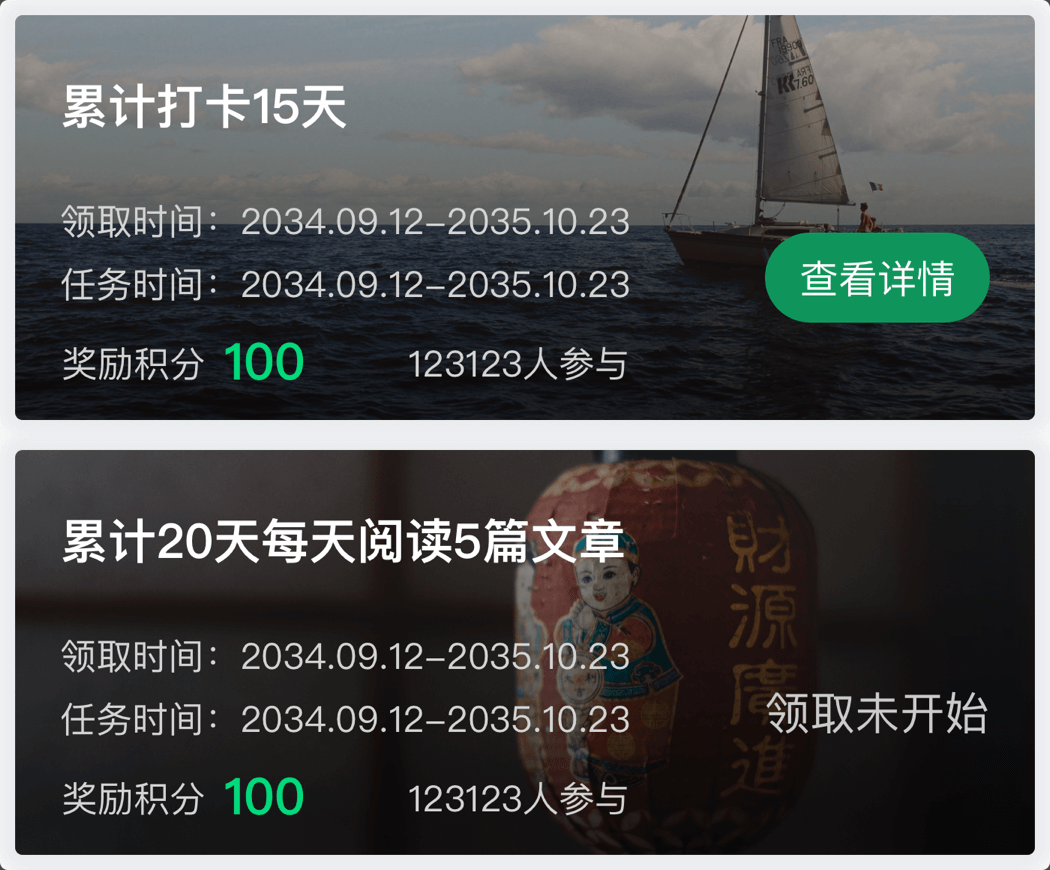 累计打卡15天
领取时间：2034.09.12-2035.10.23
任务时间：2034.09.12-2035.10.23
查看详情
奖励积分 100 123123人参与
累计20天每天阅读5篇文章
领取时间：2034.09.12-2035.10.23
任务时间：2034.09.12-2035.10.23
领取未开始
奖励积分 100 123123人参与
財源廣進